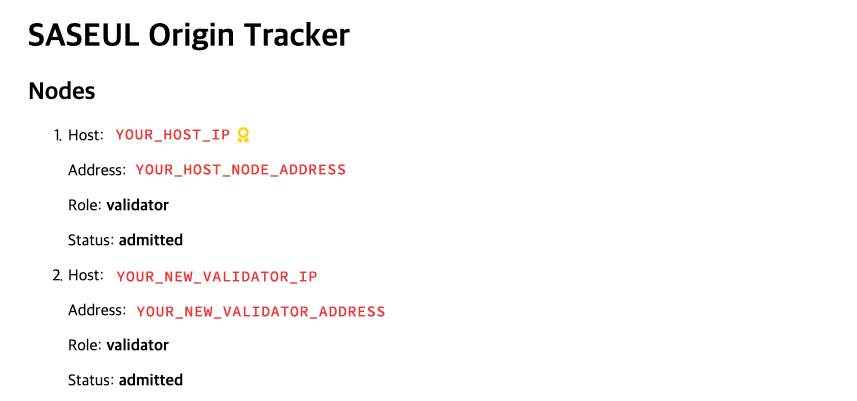 SASEUL Origin Tracker
Nodes
1. Host: YOUR_HOST_IP
Address: YOUR_HOST_NODE_ADDRESS
Role: validator
Status: admitted
2. Host: YOUR_NEW_VALIDATOR_IP
Address: YOUR_NEW_VALIDATOR_ADDRESS
Role: validator
Status: admitted